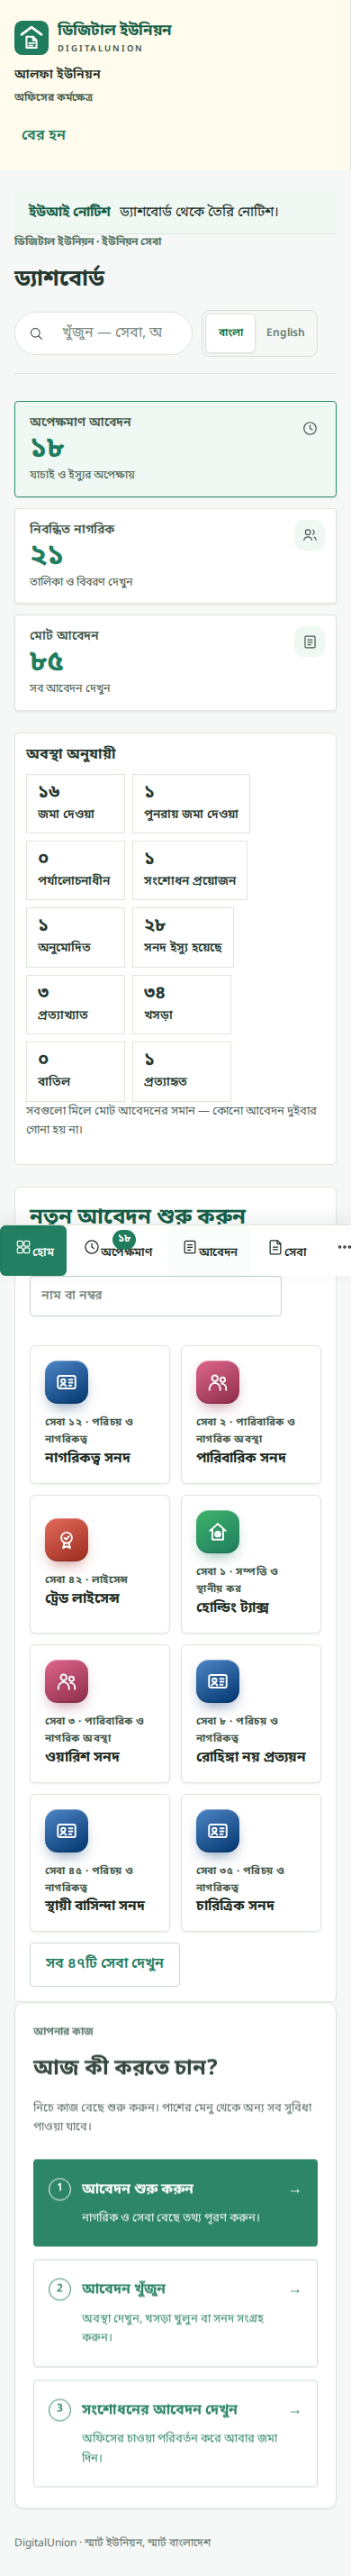 ডিজিটাল ইউনিয়ন
DIGITALUNION
আলফা ইউনিয়ন
অফিসের কর্মক্ষেত্র
বের হন
ইউআই নোটিশ ড্যাশবোর্ড থেকে তৈরি নোটিশ।
ডিজিটাল ইউনিয়ন · ইউনিয়ন সেবা
ড্যাশবোর্ড
খুঁজুন — সেবা, অ
বাংলা English
অপেক্ষমাণ আবেদন
১৮
যাচাই ও ইস্যুর অপেক্ষায়
নিবন্ধিত নাগরিক
২১
তালিকা ও বিবরণ দেখুন
মোট আবেদন
৮৫
সব আবেদন দেখুন
অবস্থা অনুযায়ী
১৬ ১
জমা দেওয়া পুনরায় জমা দেওয়া
০ ১
পর্যালোচনাধীন সংশোধন প্রয়োজন
১ ২৮
অনুমোদিত সনদ ইস্যু হয়েছে
৩ ৩৪
প্রত্যাখ্যাত খসড়া
০ ১
বাতিল প্রত্যাহৃত
সবগুলো মিলে মোট আবেদনের সমান — কোনো আবেদন দুইবার
গোনা হয় না।
নতুন আবেদন শুরু করুন
১৮
হোম অপেক্ষমাণ আবেদন সেবা
নাম বা নম্বর
সেবা ১২ · পরিচয় ও
নাগরিকত্ব
নাগরিকত্ব সনদ
সেবা ২ · পারিবারিক ও
নাগরিক অবস্থা
পারিবারিক সনদ
সেবা ৪২ · লাইসেন্স
ট্রেড লাইসেন্স
সেবা ১ · সম্পত্তি ও
স্থানীয় কর
হোল্ডিং ট্যাক্স
সেবা ৩ · পারিবারিক ও
নাগরিক অবস্থা
ওয়ারিশ সনদ
সেবা ৮ · পরিচয় ও
নাগরিকত্ব
রোহিঙ্গা নয় প্রত্যয়ন
সেবা ৪৫ · পরিচয় ও
নাগরিকত্ব
স্থায়ী বাসিন্দা সনদ
সেবা ৩৫ · পরিচয় ও
নাগরিকত্ব
চারিত্রিক সনদ
সব ৪৭টি সেবা দেখুন
আপনার কাজ
আজ কী করতে চান?
নিচে কাজ বেছে শুরু করুন। পাশের মেনু থেকে অন্য সব সুবিধা
পাওয়া যাবে।
1 আবেদন শুরু করুন →
নাগরিক ও সেবা বেছে তথ্য পূরণ করুন।
2 আবেদন খুঁজুন →
অবস্থা দেখুন, খসড়া খুলুন বা সনদ সংগ্রহ
করুন।
3 সংশোধনের আবেদন দেখুন →
অফিসের চাওয়া পরিবর্তন করে আবার জমা
দিন।
DigitalUnion · স্মার্ট ইউনিয়ন, স্মার্ট বাংলাদেশ